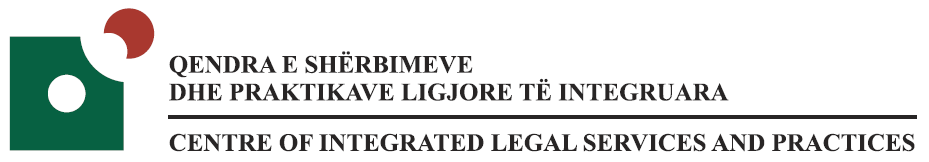 QENDRA E SHËRBIMEVE
DHE PRAKTIKAVE LIGJORE TË INTEGRUARA
CENTRE OF INTEGRATED LEGAL SERVICES AND PRACTICES